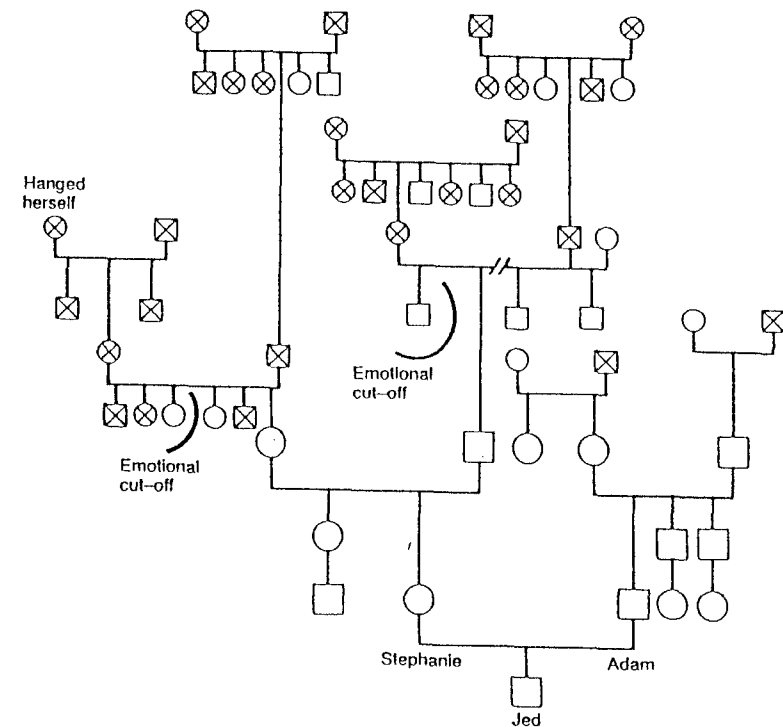 Hanged
herself
Emotional
cut-off
Emotional
cut-off
Stephanie
Adam
Jed